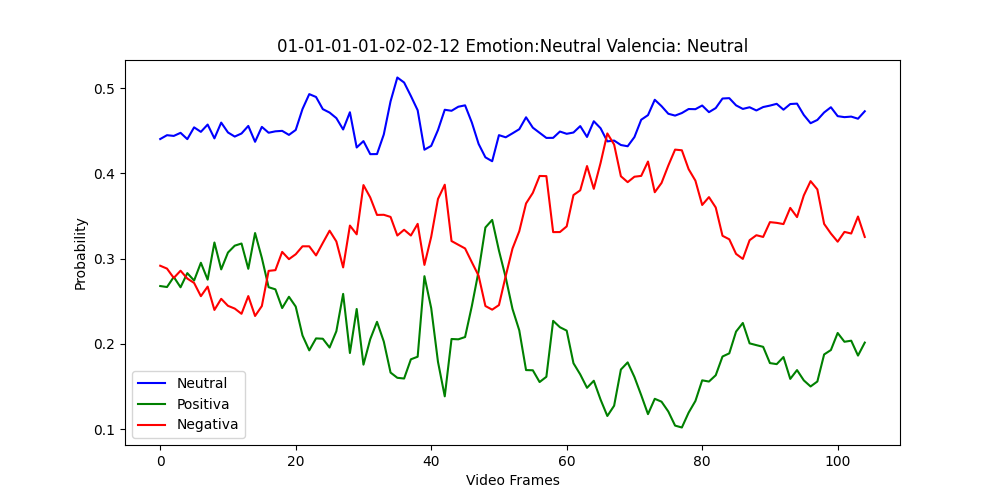 01-01-01-01-02-02-12 Emotion:Neutral Valencia: Neutral
Probability
0.5
0.4
0.3
0.2
0.1
Neutral
Positiva
Negativa
0 20 40 60 80 100
Video Frames